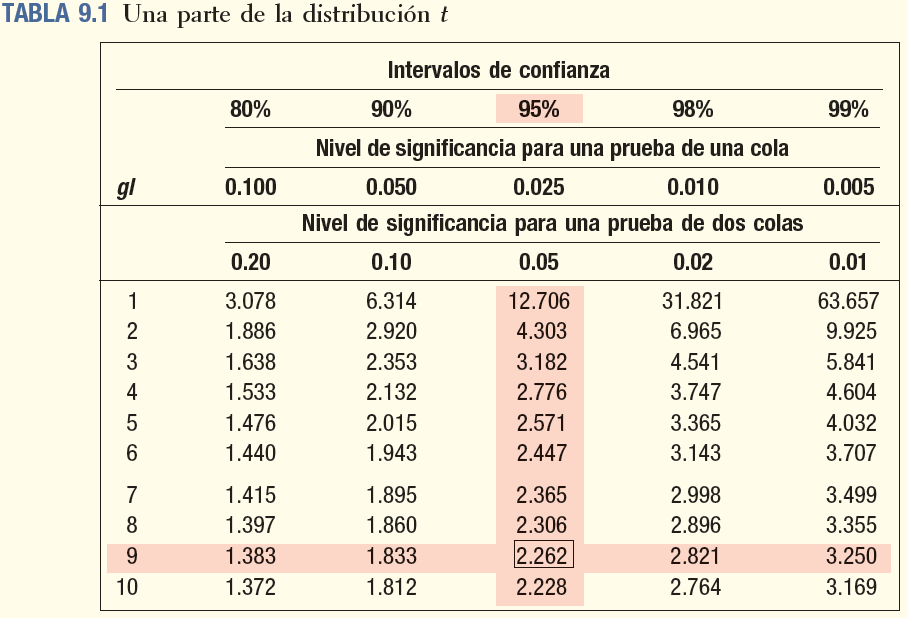 TABLA 9.1 Una parte de la distribución t
Intervalos de confianza
80% 90% 95% 98% 99%
Nivel de significancia para una prueba de una cola
gl 0.100 0.050 0.025 0.010 0.005
Nivel de significancia para una prueba de dos colas
0.20 0.10 0.05 0.02 0.01
1 3.078 6.314 12.706 31.821 63.657
2 1.886 2.920 4.303 6.965 9.925
3 1.638 2.353 3.182 4.541 5.841
4 1.533 2.132 2.776 3.747 4.604
5 1.476 2.015 2.571 3.365 4.032
6 1.440 1.943 2.447 3.143 3.707
7 1.415 1.895 2.365 2.998 3.499
8 1.397 1.860 2.306 2.896 3.355
9 1.383 1.833 2.262 2.821 3.250
10 1.372 1.812 2.228 2.764 3.169